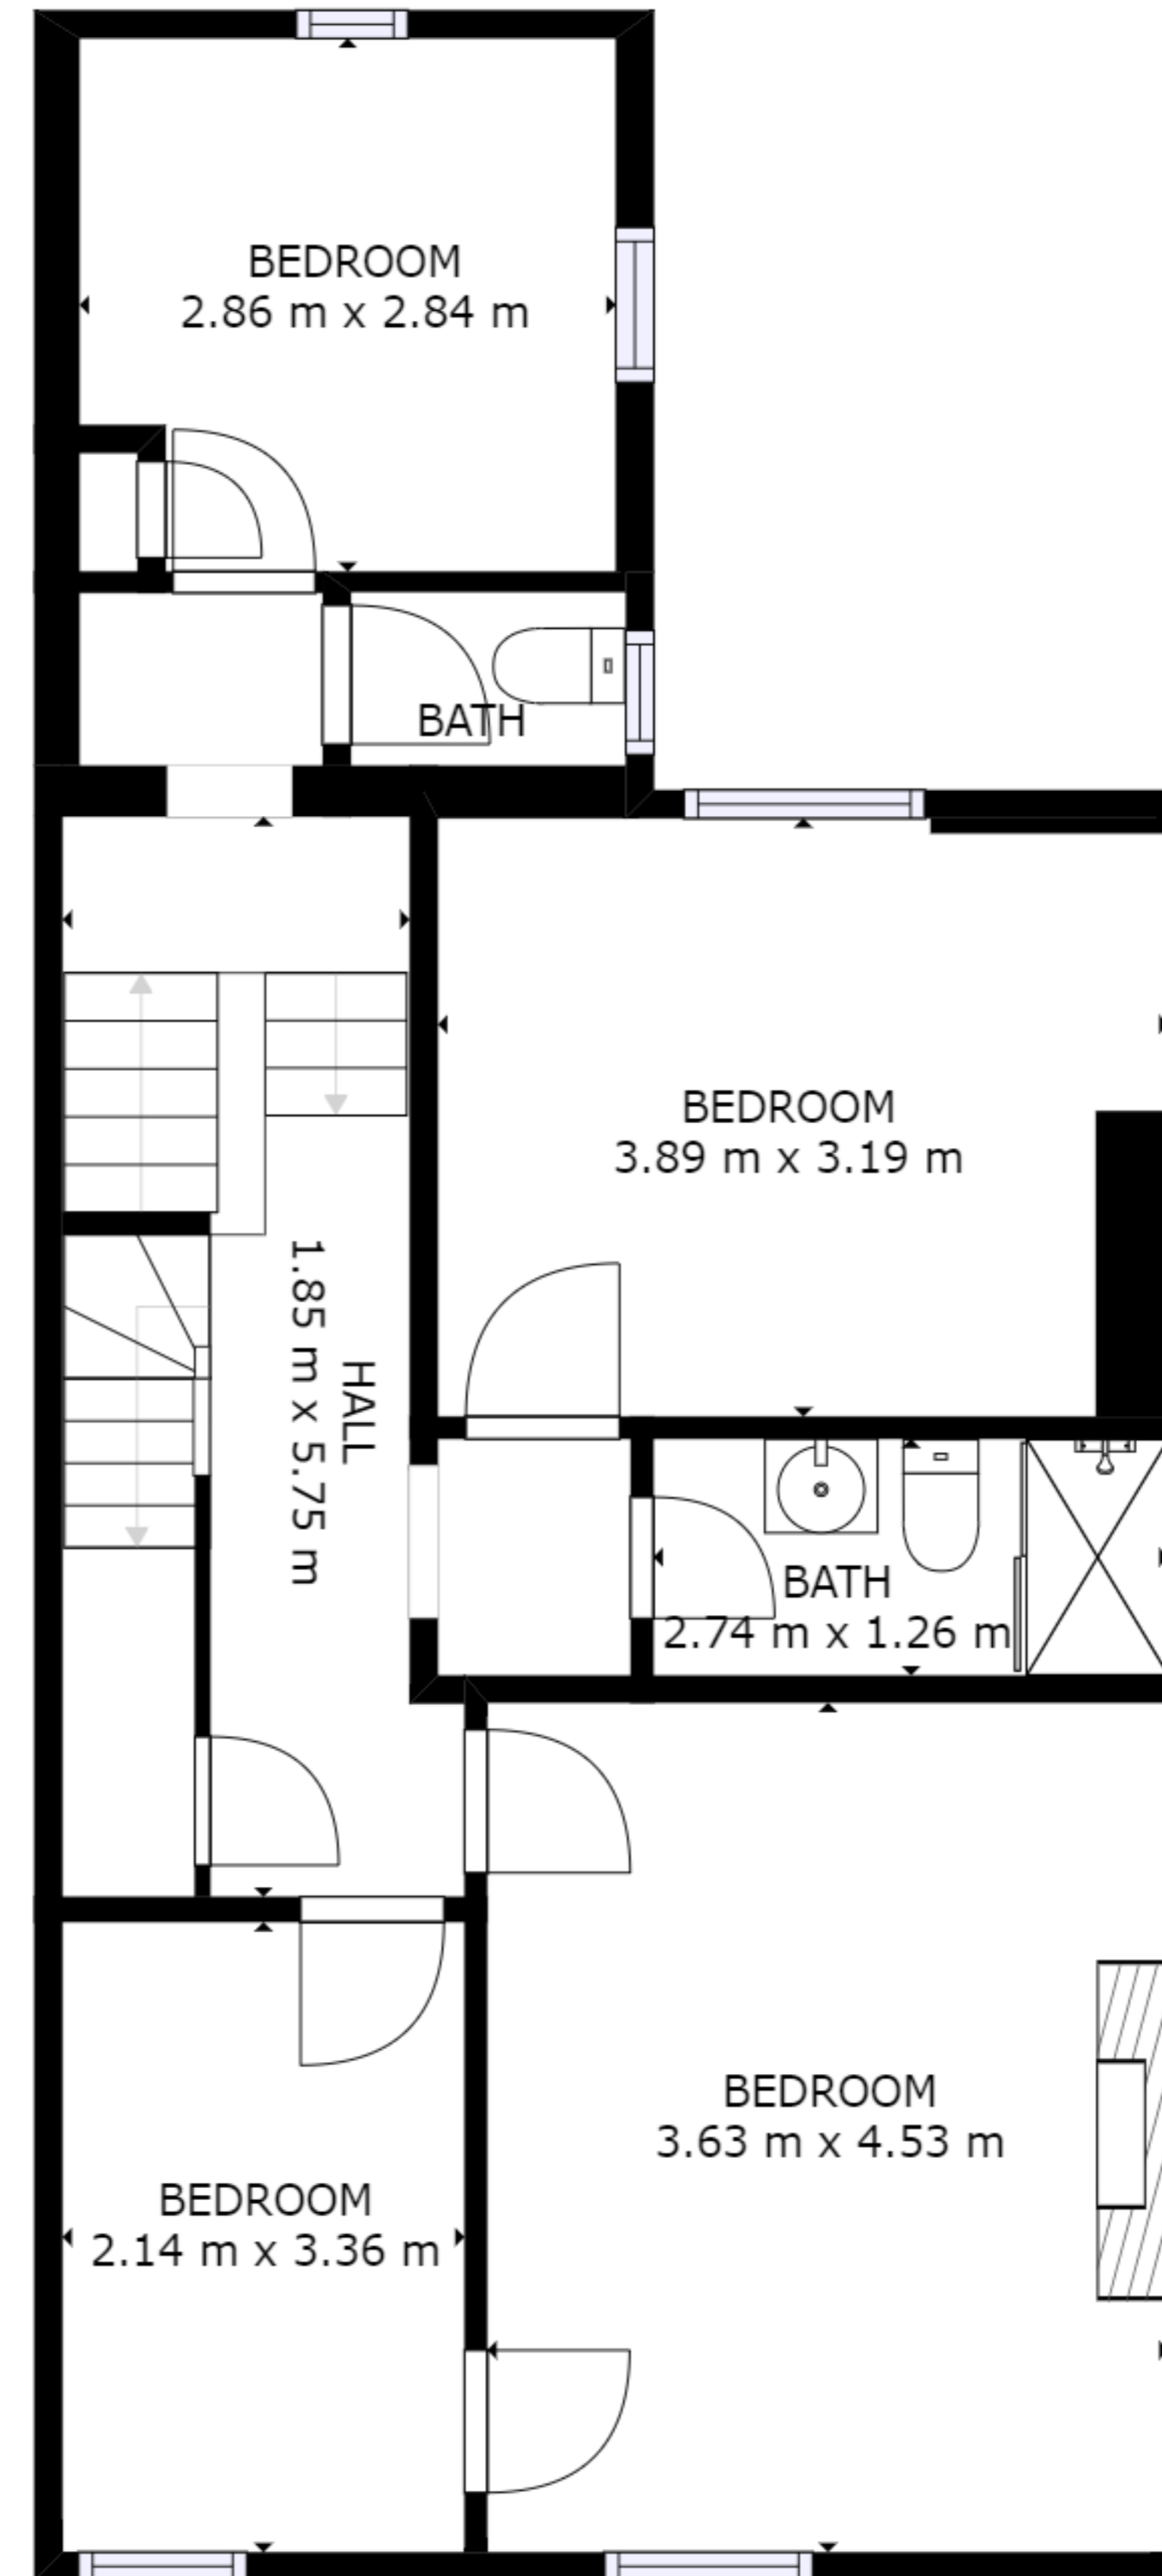 BEDROOM
2.86 m x 2.84 m
BATH
BEDROOM
3.89 m x 3.19 m
HALL
1.85 m x 5.75 m
BATH
2.74 m x 1.26 m
BEDROOM
3.63 m x 4.53 m
BEDROOM
2.14 m x 3.36 m